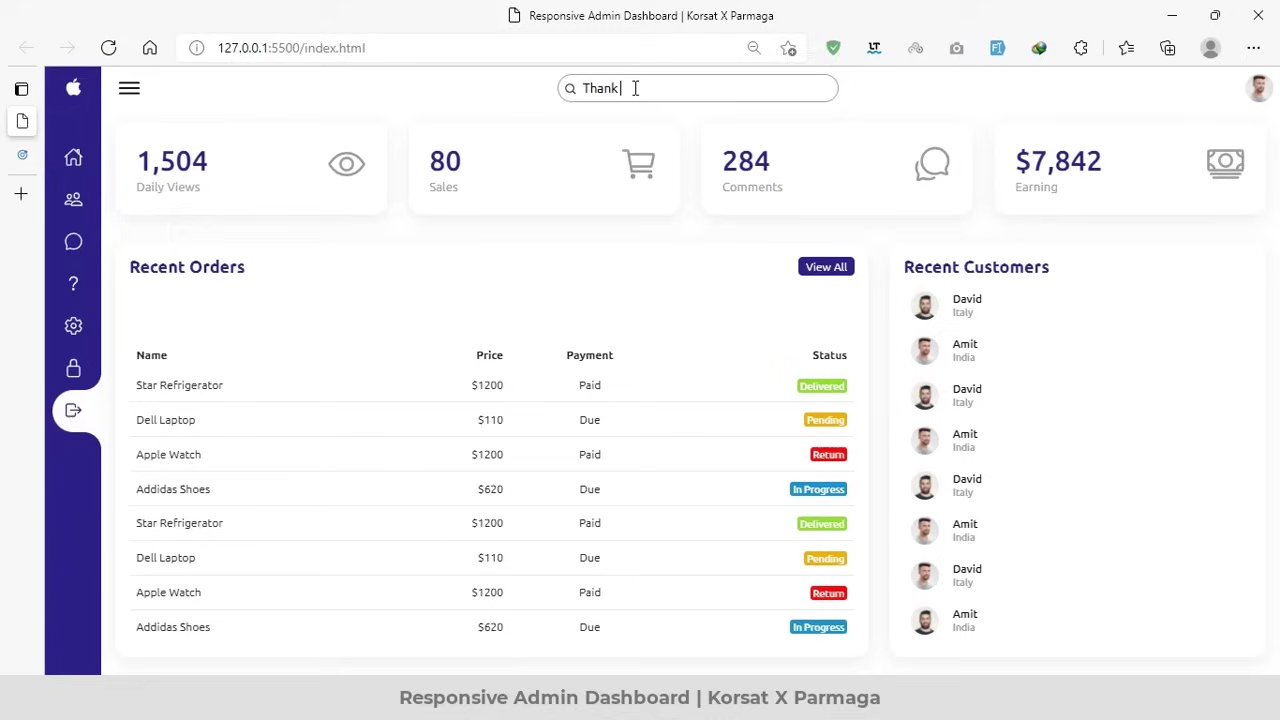 Responsive Admin Dashboard | Korsat X Parmaga
127.0.0.1:5500/index.html
LT
Thank
1,504
Daily Views
80
Sales
284
Comments
$7,842
Earning
Recent Orders
View All
Name Price Payment Status
Star Refrigerator $1200 Paid Delivered
Dell Laptop $110 Due Pending
Apple Watch $1200 Paid Return
Addidas Shoes $620 Due In Progress
Star Refrigerator $1200 Paid Delivered
Dell Laptop $110 Due Pending
Apple Watch $1200 Paid Return
Addidas Shoes $620 Due In Progress
Recent Customers
David
Italy
Amit
India
David
Italy
Amit
India
David
Italy
Amit
India
David
Italy
Amit
India
Responsive Admin Dashboard | Korsat X Parmaga